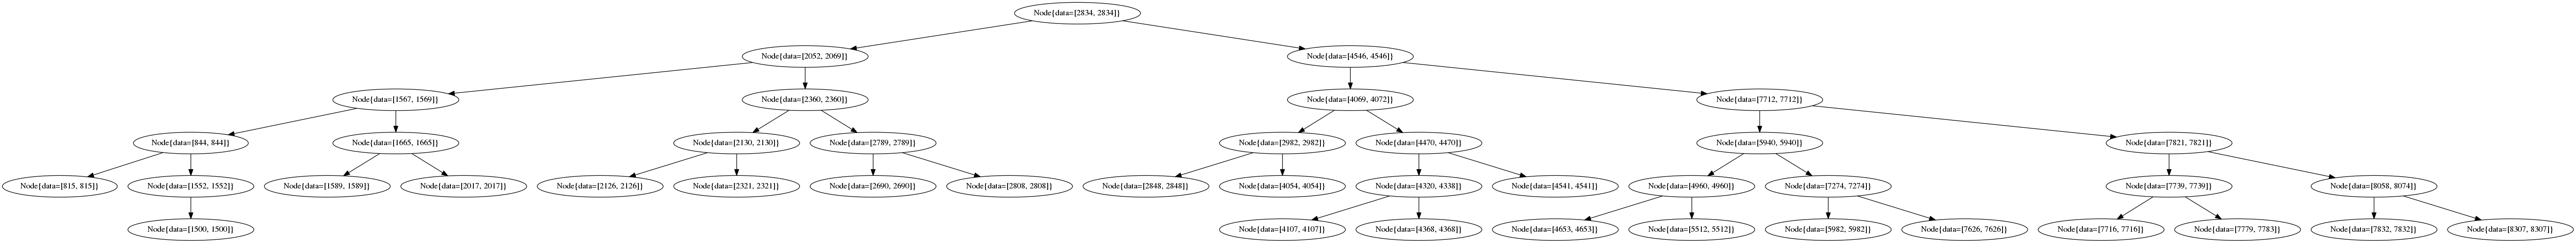 Node{data=[2834, 2834]}
Node{data=[2052, 2069]}
Node{data=[4546, 4546]}
Node{data=[1567, 1569]}
Node{data=[2360, 2360]}
Node{data=[4069, 4072]}
Node{data=[7712, 7712]}
Node{data=[844, 844]}
Node{data=[1665, 1665]}
Node{data=[2130, 2130]}
Node{data=[2789, 2789]}
Node{data=[2982, 2982]}
Node{data=[4470, 4470]}
Node{data=[5940, 5940]}
Node{data=[7821, 7821]}
Node{data=[815, 815]}
Node{data=[1552, 1552]}
Node{data=[1589, 1589]}
Node{data=[2017, 2017]}
Node{data=[2126, 2126]}
Node{data=[2321, 2321]}
Node{data=[2690, 2690]}
Node{data=[2808, 2808]}
Node{data=[2848, 2848]}
Node{data=[4054, 4054]}
Node{data=[4320, 4338]}
Node{data=[4541, 4541]}
Node{data=[4960, 4960]}
Node{data=[7274, 7274]}
Node{data=[7739, 7739]}
Node{data=[8058, 8074]}
Node{data=[1500, 1500]}
Node{data=[4107, 4107]}
Node{data=[4368, 4368]}
Node{data=[4653, 4653]}
Node{data=[5512, 5512]}
Node{data=[5982, 5982]}
Node{data=[7626, 7626]}
Node{data=[7716, 7716]}
Node{data=[7779, 7783]}
Node{data=[7832, 7832]}
Node{data=[8307, 8307]}